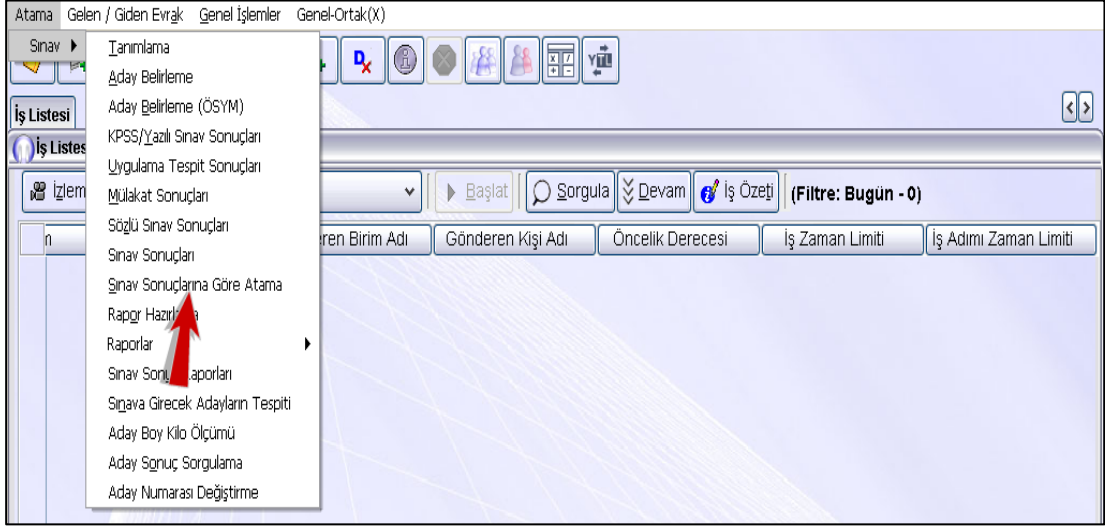 Atama Gelen / Giden Evrak Genel İşlemler Genel-Ortak(X)
Sınav
Tanımlama
Aday Belirleme
Aday Belirleme (ÖSYM)
KPSS/Yazılı Sınav Sonuçları
Uygulama Tespit Sonuçları
Mülakat Sonuçları
Sözlü Sınav Sonuçları
Sınav Sonuçları
Sınav Sonuçlarına Göre Atama
Raporlar
Sınava Girecek Adayların Tespiti
Aday Boy Kilo Ölçümü
Aday Sonuç Sorgulama
Aday Numarası Değiştirme
YTL
İş Listesi
İş
Başlat Sorgula Devam İş Özeti (Filtre: Bugün - 0)
Birim Adı Gönderen Kişi Adı Öncelik Derecesi İş Zaman Limiti İş Adımı Zaman Limiti